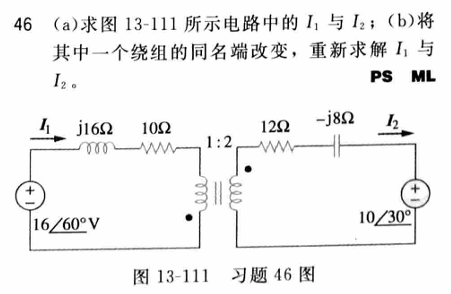 46 (a)求图 13-111 所示电路中的 I₁ 与 I₂；(b)将
其中一个绕组的同名端改变，重新求解 I₁ 与
I₂。
PS ML
I₁ j16Ω 10Ω 1:2 12Ω -j8Ω I₂
+ − 16∠60°V + − 10∠30°
图 13-111 习题 46 图